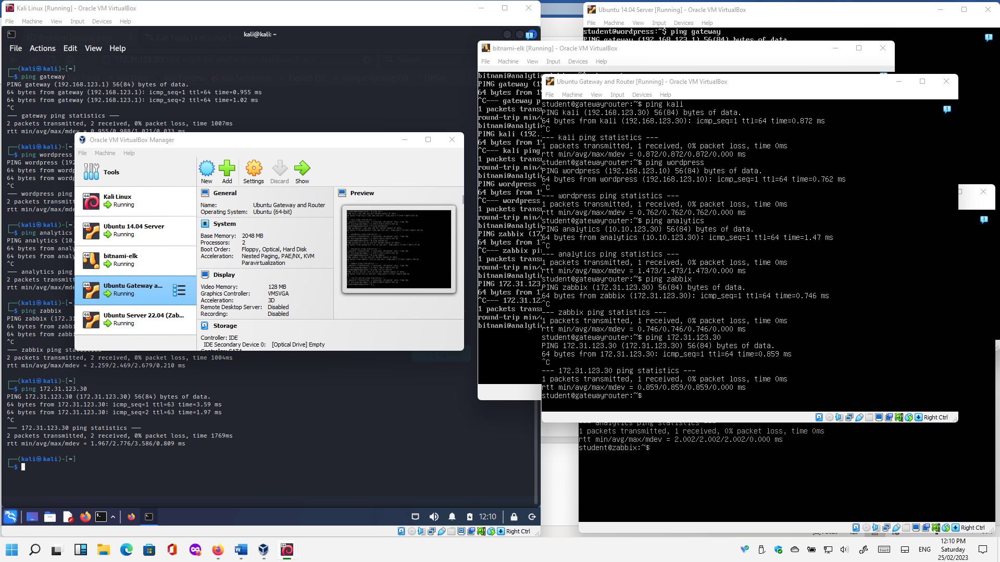 Kali Linux [Running] - Oracle VM VirtualBox
File Machine View Input Devices Help
kali@kali: ~
File Actions Edit View Help
(kali㉿kali)-[~]
$ ping gateway
PING gateway (192.168.123.1) 56(84) bytes of data.
64 bytes from gateway (192.168.123.1): icmp_seq=1 ttl=64 time=0.955 ms
64 bytes from gateway (192.168.123.1): icmp_seq=2 ttl=64 time=1.02 ms
^C
--- gateway ping statistics ---
2 packets transmitted, 2 received, 0% packet loss, time 1007ms
rtt min/avg/max/mdev = 0.955/0.988/1.021/0.033 ms
(kali㉿kali)-[~]
$ ping wordpress
PING wordpress (192
64 bytes from wordp
64 bytes from wordp
^C
--- wordpress ping
2 packets transmitt
rtt min/avg/max/mde
(kali㉿kali)-[~]
$ ping analytics
PING analytics (10.
64 bytes from analy
64 bytes from analy
^C
--- analytics ping
2 packets transmitt
rtt min/avg/max/mde
(kali㉿kali)-[~]
$ ping zabbix
PING zabbix (172.31
64 bytes from zabbi
64 bytes from zabbi
^C
--- zabbix ping statistics ---
2 packets transmitted, 2 received, 0% packet loss, time 1004ms
rtt min/avg/max/mdev = 2.259/2.469/2.679/0.210 ms
(kali㉿kali)-[~]
$ ping 172.31.123.30
PING 172.31.123.30 (172.31.123.30) 56(84) bytes of data.
64 bytes from 172.31.123.30: icmp_seq=1 ttl=63 time=3.59 ms
64 bytes from 172.31.123.30: icmp_seq=2 ttl=63 time=1.97 ms
^C
--- 172.31.123.30 ping statistics ---
2 packets transmitted, 2 received, 0% packet loss, time 1769ms
rtt min/avg/max/mdev = 1.967/2.776/3.586/0.809 ms
(kali㉿kali)-[~]
$
12:10
Right Ctrl
Oracle VM VirtualBox Manager
File Machine Help
Tools
New Add Settings Discard Show
64 Kali Linux
Running
64 Ubuntu 14.04 Server
Running
64 bitnami-elk
Running
64 Ubuntu Gateway a...
Running
64 Ubuntu Server 22.04 (Zab...
Running
General
Name: Ubuntu Gateway and Router
Operating System: Ubuntu (64-bit)
System
Base Memory: 2048 MB
Processors: 2
Boot Order: Floppy, Optical, Hard Disk
Acceleration: Nested Paging, PAE/NX, KVM
Paravirtualization
Display
Video Memory: 128 MB
Graphics Controller: VMSVGA
Acceleration: 3D
Remote Desktop Server: Disabled
Recording: Disabled
Storage
Controller: IDE
IDE Secondary Device 0: [Optical Drive] Empty
Preview
Ubuntu 14.04 Server [Running] - Oracle VM VirtualBox
File Machine View Input Devices Help
student@wordpress:~$ ping gateway
PING gateway (192.168.123.1) 56(84) bytes of data.
bitnami-elk [Running] - Oracle VM VirtualBox
File Machine View Input Devices Help
bitnami@analytic
PING gateway (19
64 bytes from 19
^C--- gateway p
1 packets transm
round-trip min/a
bitnami@analytic
PING kali (192.
64 bytes from 19
^C--- kali ping
1 packets transm
round-trip min/a
bitnami@analytic
PING wordpress
64 bytes from 19
^C--- wordpress
1 packets transm
round-trip min/a
bitnami@analytic
PING zabbix (17
64 bytes from 1
^C--- zabbix pin
1 packets transm
round-trip min/a
bitnami@analytic
PING 172.31.123
64 bytes from 1
^C--- 172.31.12
1 packets transm
round-trip min/a
bitnami@analytic
Ubuntu Gateway and Router [Running] - Oracle VM VirtualBox
File Machine View Input Devices Help
student@gatewayrouter:~$ ping kali
PING kali (192.168.123.30) 56(84) bytes of data.
64 bytes from kali (192.168.123.30): icmp_seq=1 ttl=64 time=0.872 ms
^C
--- kali ping statistics ---
1 packets transmitted, 1 received, 0% packet loss, time 0ms
rtt min/avg/max/mdev = 0.872/0.872/0.872/0.000 ms
student@gatewayrouter:~$ ping wordpress
PING wordpress (192.168.123.10) 56(84) bytes of data.
64 bytes from wordpress (192.168.123.10): icmp_seq=1 ttl=64 time=0.762 ms
^C
--- wordpress ping statistics ---
1 packets transmitted, 1 received, 0% packet loss, time 0ms
rtt min/avg/max/mdev = 0.762/0.762/0.762/0.000 ms
student@gatewayrouter:~$ ping analytics
PING analytics (10.10.123.30) 56(84) bytes of data.
64 bytes from analytics (10.10.123.30): icmp_seq=1 ttl=64 time=1.47 ms
^C
--- analytics ping statistics ---
1 packets transmitted, 1 received, 0% packet loss, time 0ms
rtt min/avg/max/mdev = 1.473/1.473/1.473/0.000 ms
student@gatewayrouter:~$ ping zabbix
PING zabbix (172.31.123.30) 56(84) bytes of data.
64 bytes from zabbix (172.31.123.30): icmp_seq=1 ttl=64 time=0.746 ms
^C
--- zabbix ping statistics ---
1 packets transmitted, 1 received, 0% packet loss, time 0ms
rtt min/avg/max/mdev = 0.746/0.746/0.746/0.000 ms
student@gatewayrouter:~$ ping 172.31.123.30
PING 172.31.123.30 (172.31.123.30) 56(84) bytes of data.
64 bytes from 172.31.123.30: icmp_seq=1 ttl=64 time=0.859 ms
^C
--- 172.31.123.30 ping statistics ---
1 packets transmitted, 1 received, 0% packet loss, time 0ms
rtt min/avg/max/mdev = 0.859/0.859/0.859/0.000 ms
student@gatewayrouter:~$
Right Ctrl
--- analytics ping statistics ---
1 packets transmitted, 1 received, 0% packet loss, time 0ms
rtt min/avg/max/mdev = 2.002/2.002/2.002/0.000 ms
student@zabbix:~$
Right Ctrl
ENG
12:10 PM
Saturday
25/02/2023